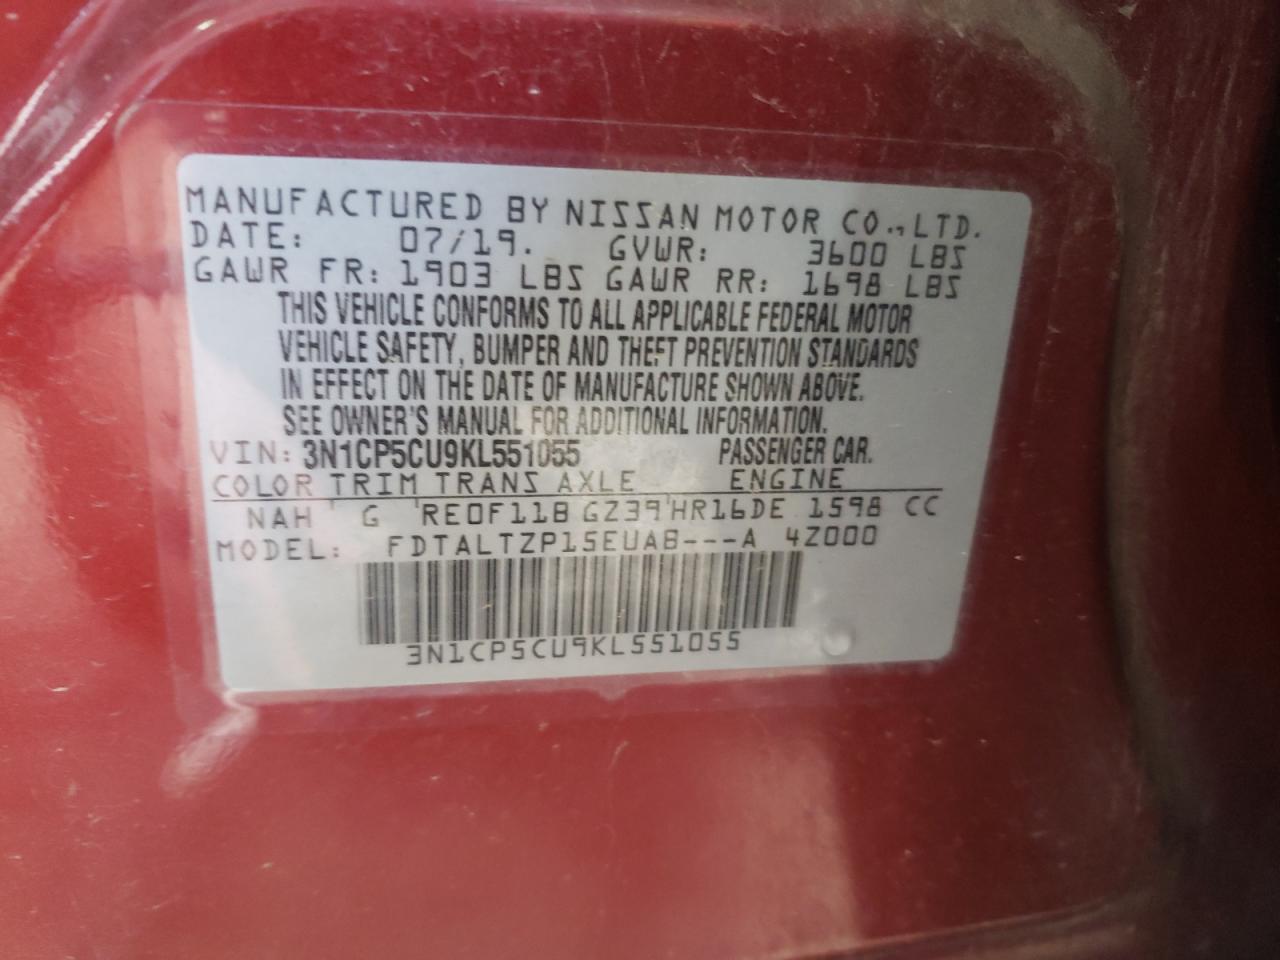 MANUFACTURED BY NISSAN MOTOR CO.,LTD.
DATE: 07/19. GVWR: 3600 LBS
GAWR FR: 1903 LBS GAWR RR: 1698 LBS
THIS VEHICLE CONFORMS TO ALL APPLICABLE FEDERAL MOTOR
VEHICLE SAFETY, BUMPER AND THEFT PREVENTION STANDARDS
IN EFFECT ON THE DATE OF MANUFACTURE SHOWN ABOVE.
SEE OWNER'S MANUAL FOR ADDITIONAL INFORMATION.
VIN: 3N1CP5CU9KL551055 PASSENGER CAR.
COLOR TRIM TRANS AXLE ENGINE
NAH ' G 'RE0F11B GZ39'HR16DE 1598 CC
MODEL: FDTALTZP15EUAB---A 4Z000
3N1CP5CU9KL551055